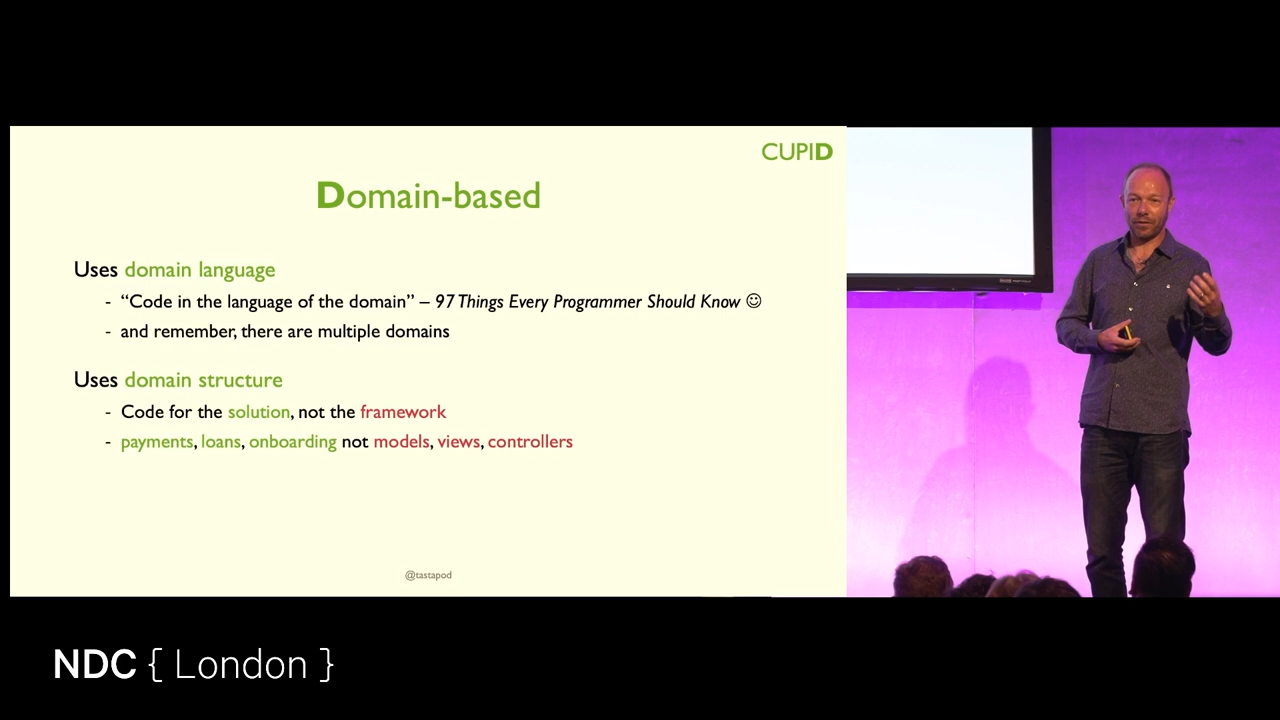 CUPID
Domain-based
Uses domain language
- “Code in the language of the domain” – 97 Things Every Programmer Should Know ☺
- and remember, there are multiple domains
Uses domain structure
- Code for the solution, not the framework
- payments, loans, onboarding not models, views, controllers
@tastapod
NDC { London }